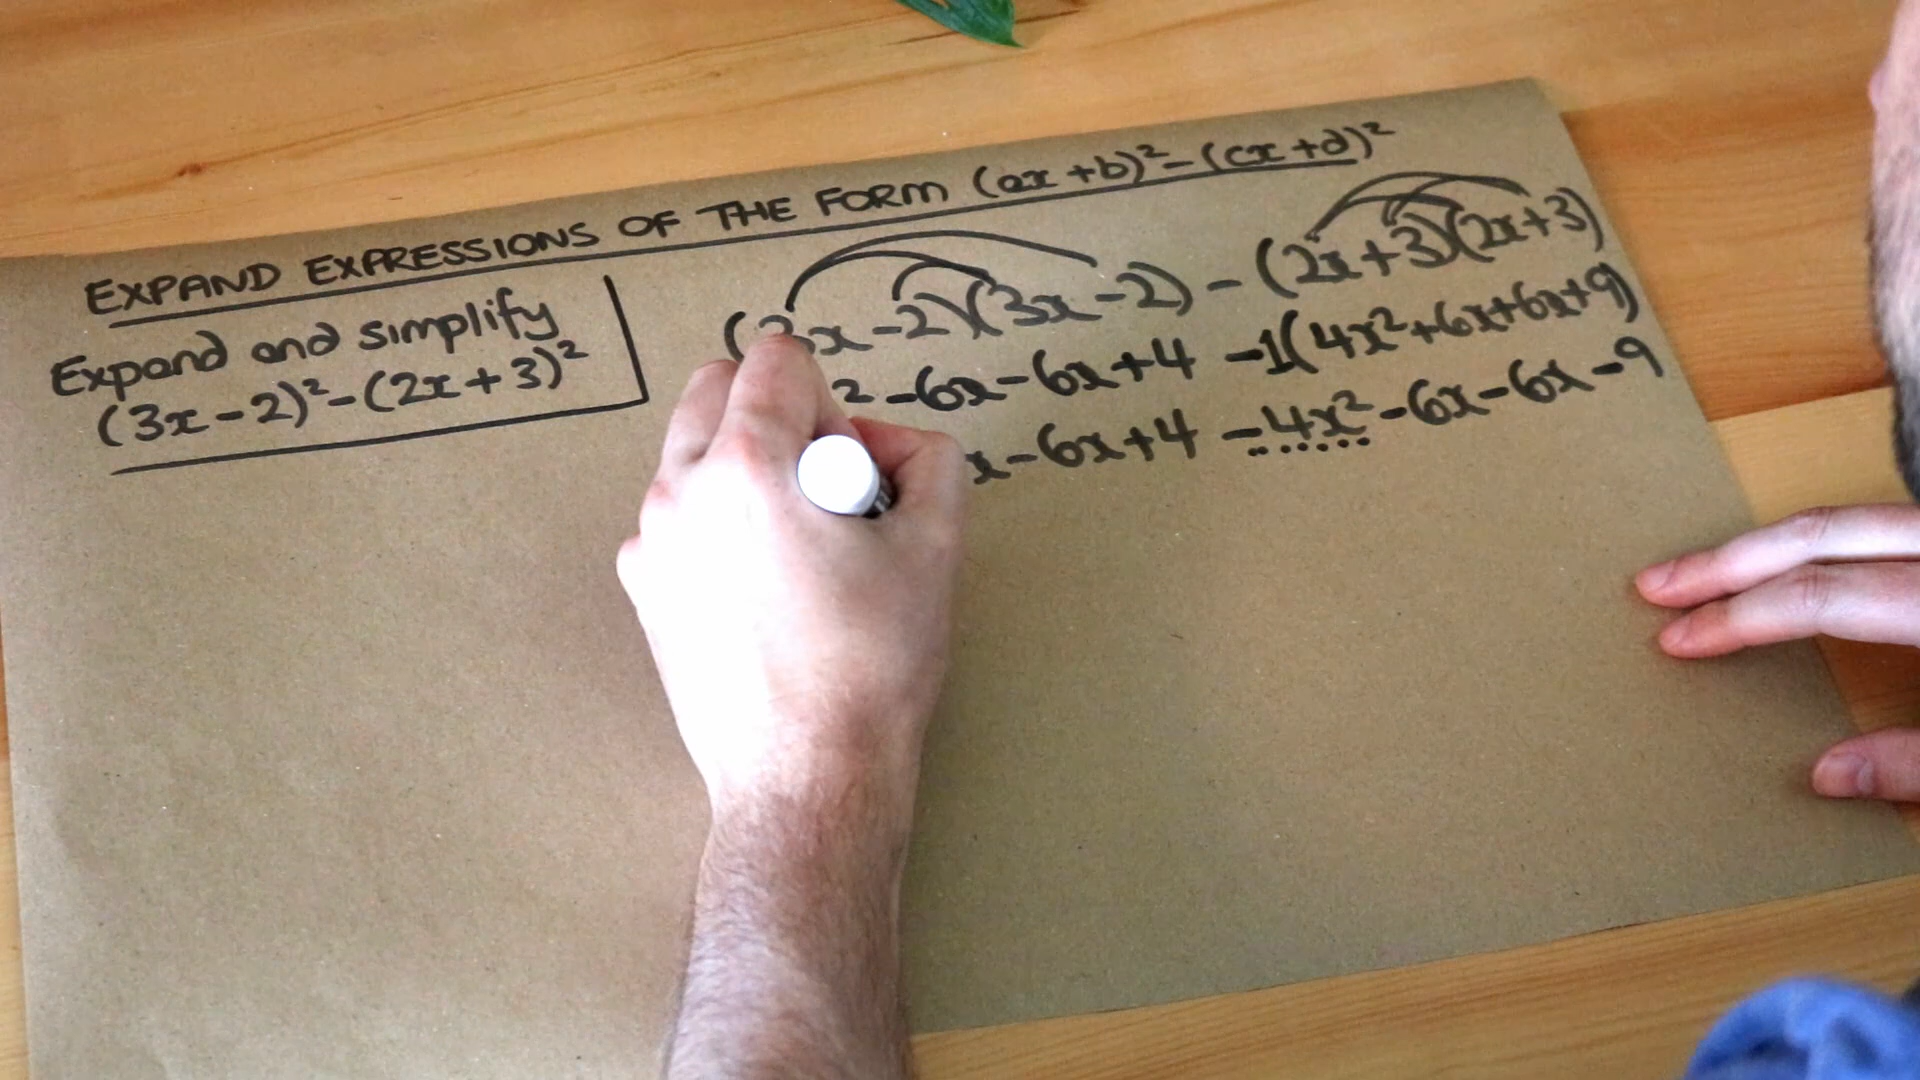 EXPAND EXPRESSIONS OF THE FORM (ax+b)²-(cx+d)²
Expand and simplify
(3x-2)²-(2x+3)²
(3x-2)(3x-2) - (2x+3)(2x+3)
² -6x-6x+4 -1(4x²+6x+6x+9)
x-6x+4 -4x²-6x-6x-9